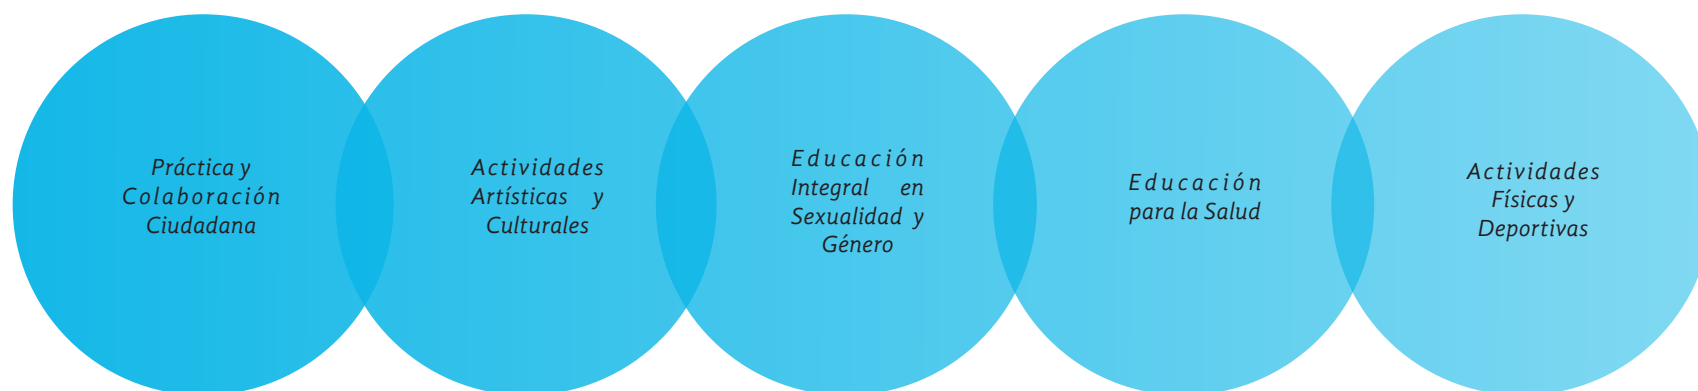 Práctica y
Colaboración
Ciudadana
Actividades
Artísticas y
Culturales
Educación
Integral en
Sexualidad y
Género
Educación
para la Salud
Actividades
Físicas y
Deportivas